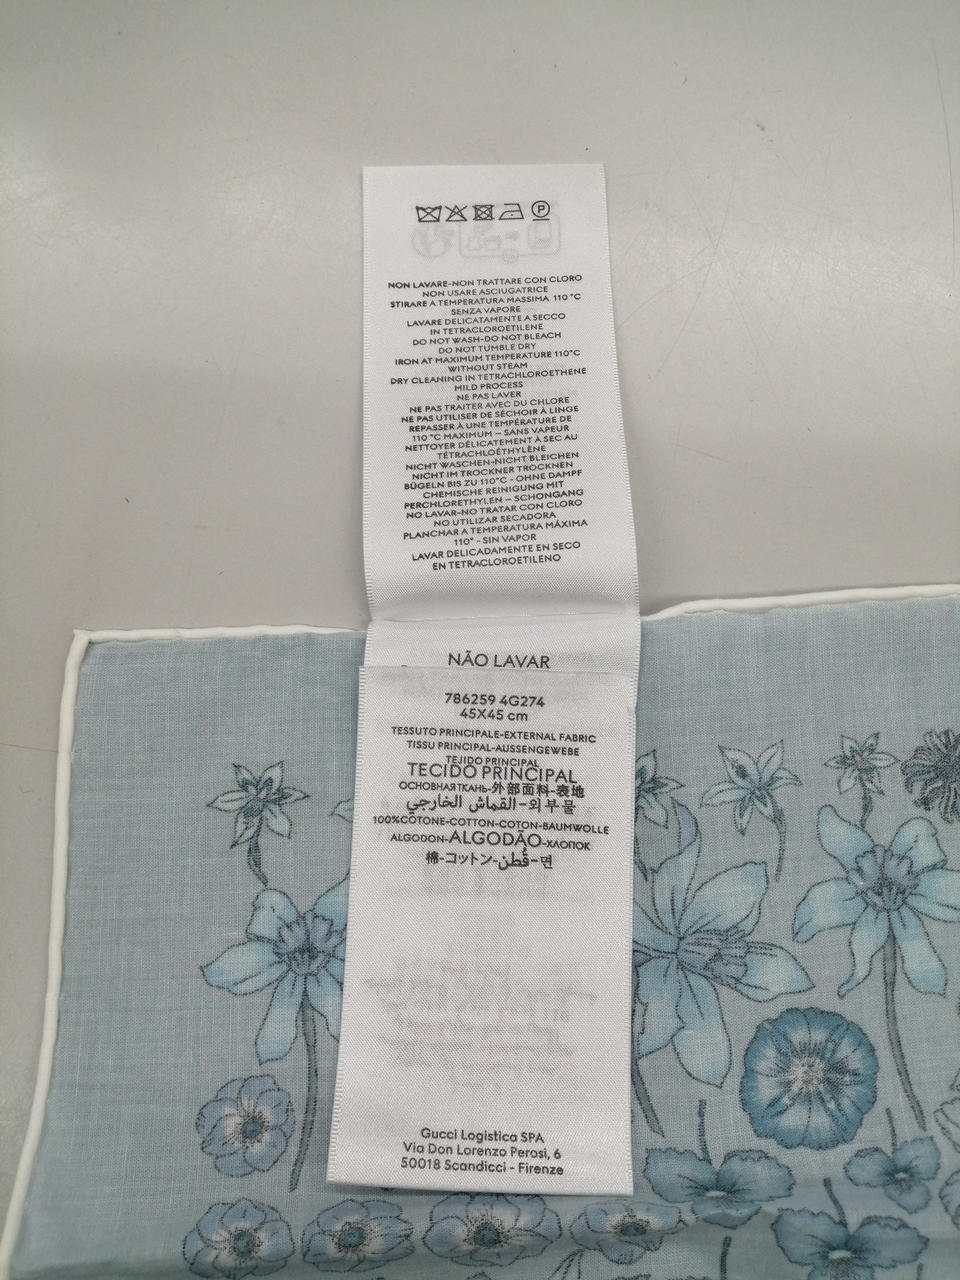 NON LAVARE-NON TRATTARE CON CLORO
NON USARE ASCIUGATRICE
STIRARE A TEMPERATURA MASSIMA 110 °C
SENZA VAPORE
LAVARE DELICATAMENTE A SECCO
IN TETRACLOROETILENE
DO NOT WASH-DO NOT BLEACH
DO NOT TUMBLE DRY
IRON AT MAXIMUM TEMPERATURE 110°C
WITHOUT STEAM
DRY CLEANING IN TETRACHLOROETHENE
MILD PROCESS
NE PAS LAVER
NE PAS TRAITER AVEC DU CHLORE
NE PAS UTILISER DE SÉCHOIR À LINGE
REPASSER À UNE TEMPÉRATURE DE
110 °C MAXIMUM – SANS VAPEUR
NETTOYER DÉLICATEMENT À SEC AU
TÉTRACHLOÉTHYLÈNE
NICHT WASCHEN-NICHT BLEICHEN
NICHT IM TROCKNER TROCKNEN
BÜGELN BIS ZU 110°C - OHNE DAMPF
CHEMISCHE REINIGUNG MIT
PERCHLORETHYLEN – SCHONGANG
NO LAVAR-NO TRATAR CON CLORO
NO UTILIZAR SECADORA
PLANCHAR A TEMPERATURA MÁXIMA
110° - SIN VAPOR
LAVAR DELICADAMENTE EN SECO
EN TETRACLOROETILENO
NÃO LAVAR
786259 4G274
45X45 cm
TESSUTO PRINCIPALE-EXTERNAL FABRIC
TISSU PRINCIPAL-AUSSENGEWEBE
TEJIDO PRINCIPAL
TECIDO PRINCIPAL
ОСНОВНАЯ ТКАНЬ-外部面料-表地
القماش الخارجي-외부물
100%COTONE-COTTON-COTON-BAUMWOLLE
ALGODON-ALGODÃO-ХЛОПОК
棉-コットン-قطن-면
Gucci Logistica SPA
Via Don Lorenzo Perosi, 6
50018 Scandicci - Firenze